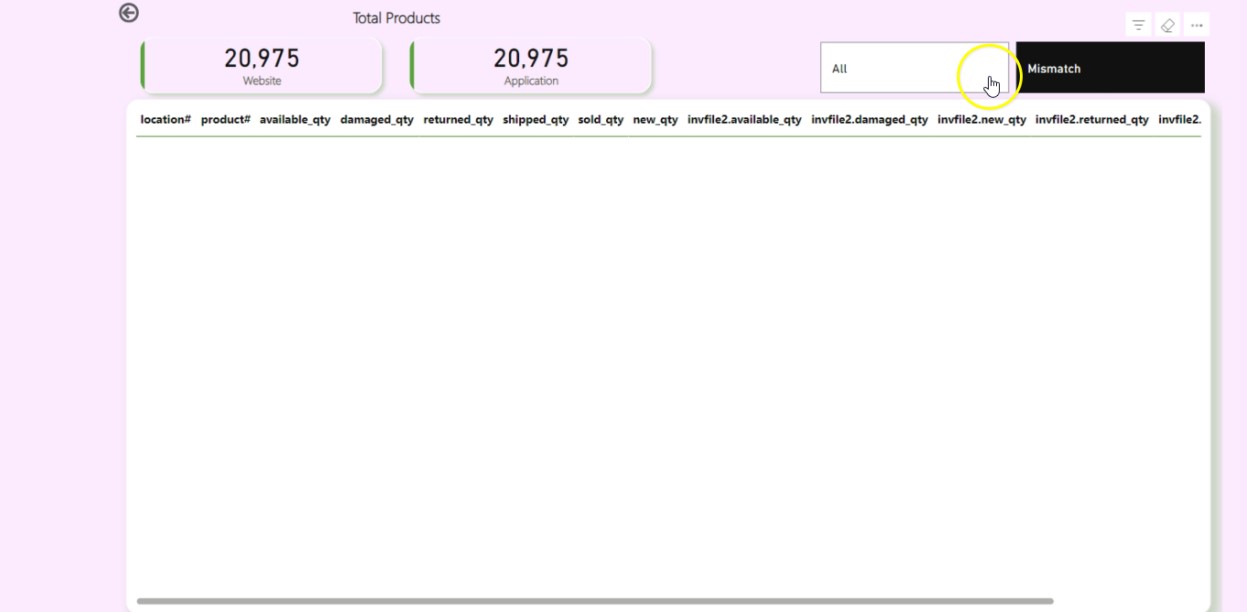 Total Products
20,975
Website
20,975
Application
All
Mismatch
location# product# available_qty damaged_qty returned_qty shipped_qty sold_qty new_qty invfile2.available_qty invfile2.damaged_qty invfile2.new_qty invfile2.returned_qty invfile2.